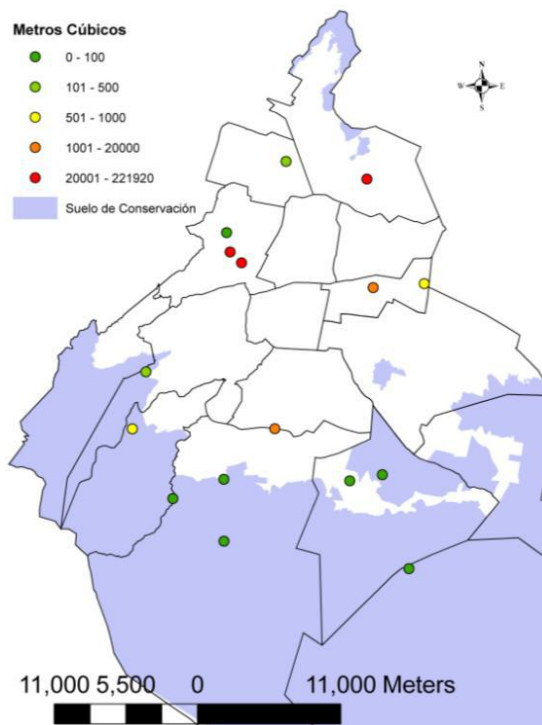 Metros Cúbicos
0 - 100
101 - 500
501 - 1000
1001 - 20000
20001 - 221920
Suelo de Conservación
N
W E
S
11,000 5,500 0 11,000 Meters